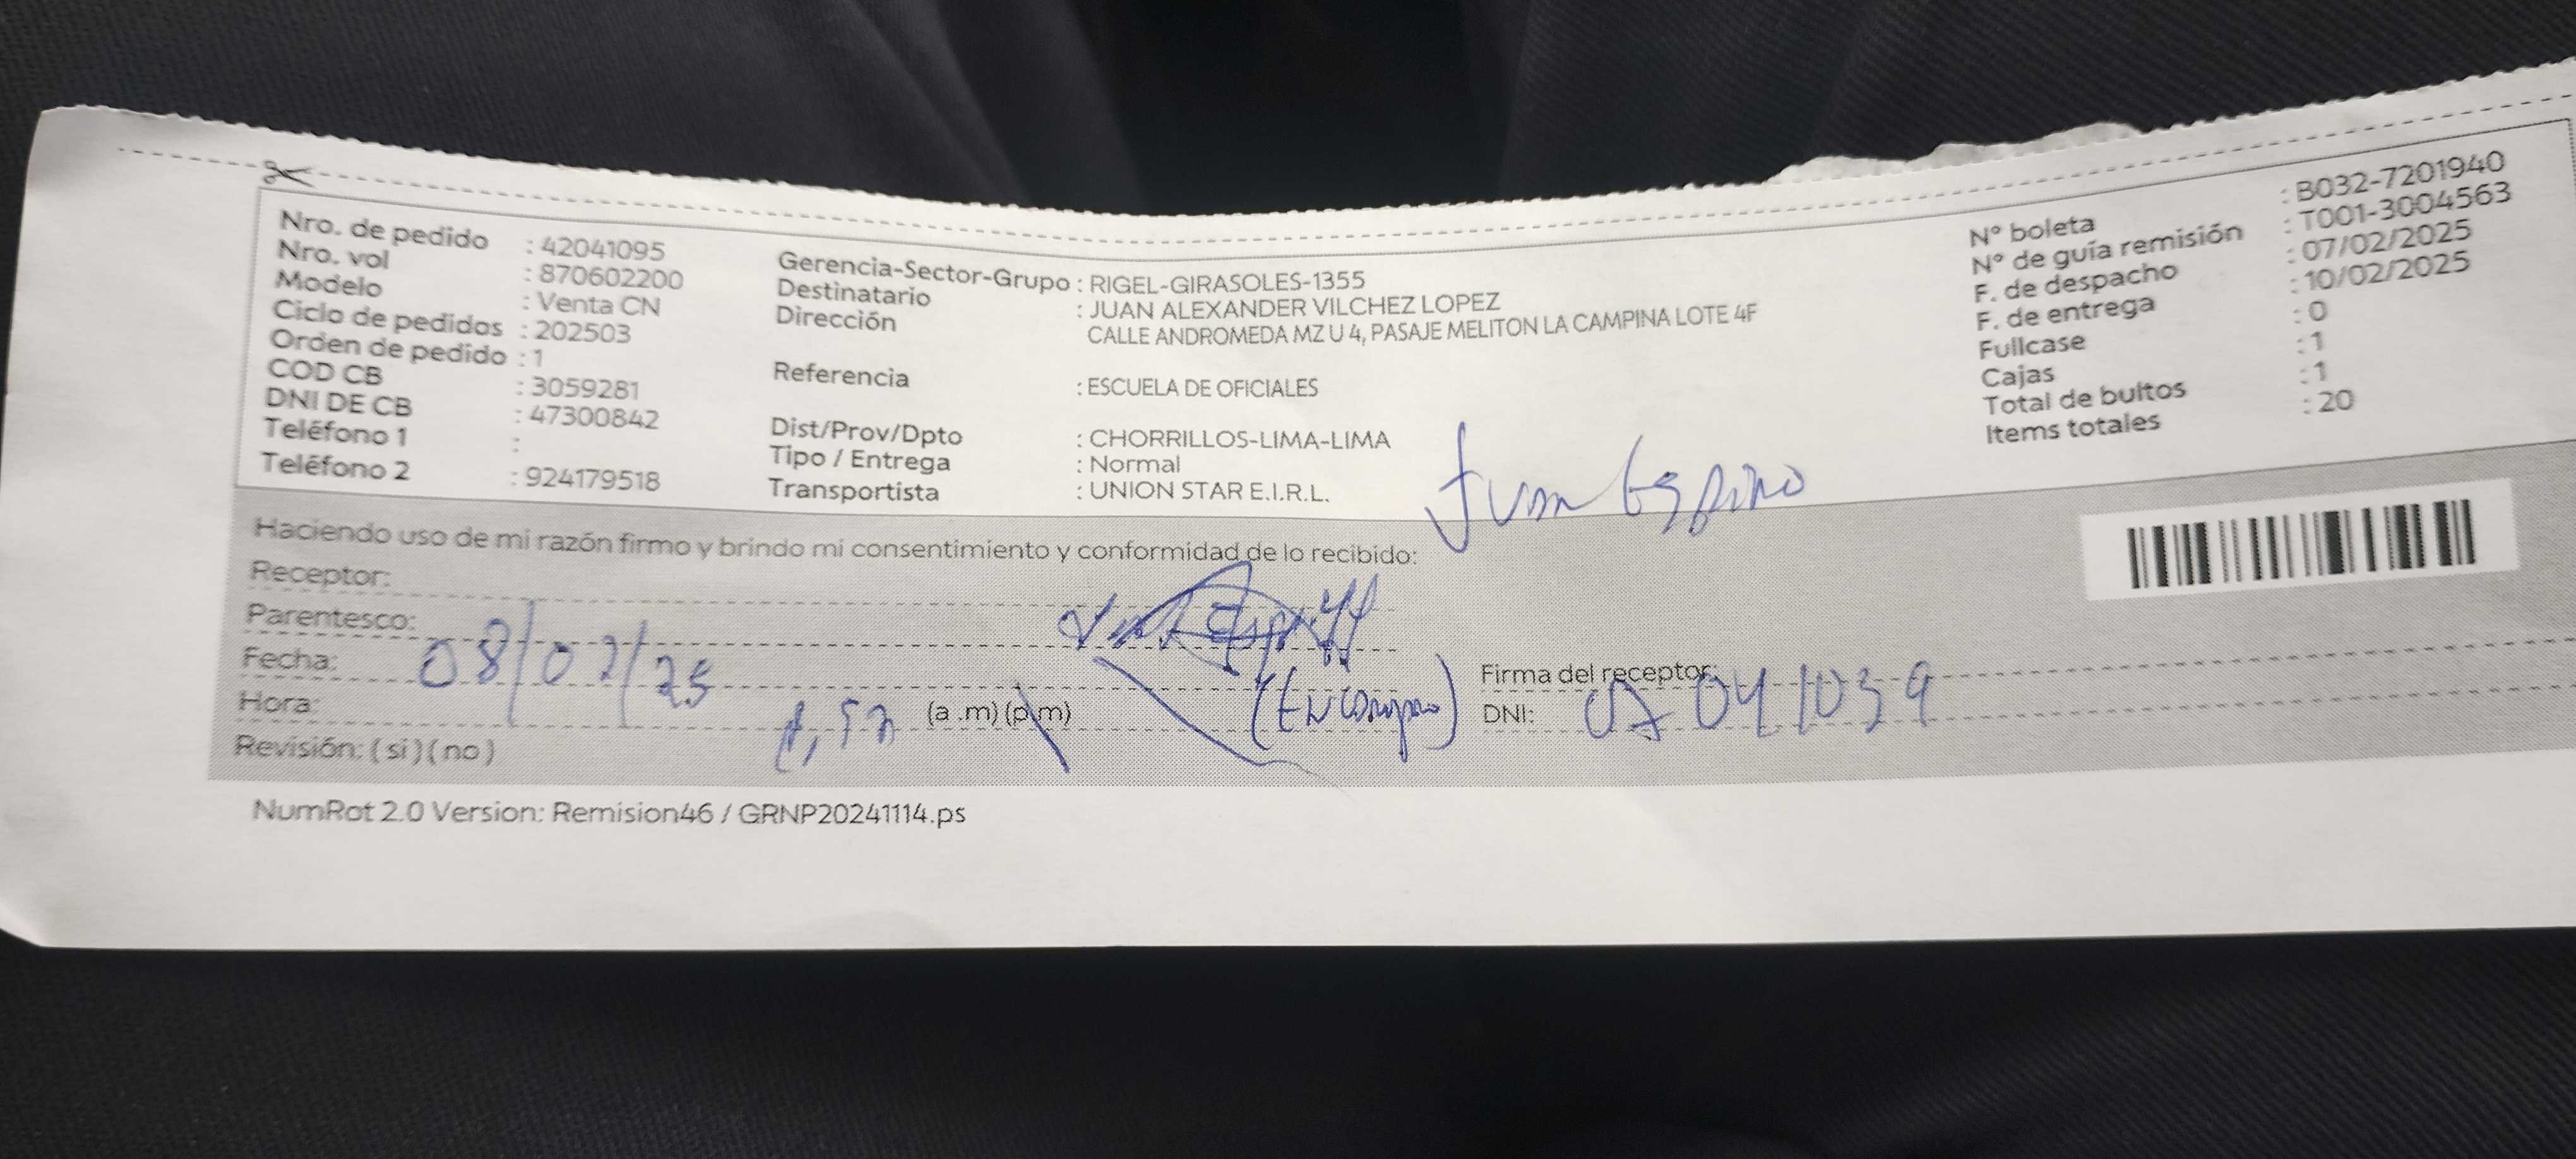 Nro. de pedido : 42041095
Nro. vol : 870602200
Modelo : Venta CN
Ciclo de pedidos : 202503
Orden de pedido : 1
COD CB : 3059281
DNI DE CB : 47300842
Teléfono 1 :
Teléfono 2 : 924179518
Gerencia-Sector-Grupo : RIGEL-GIRASOLES-1355
Destinatario : JUAN ALEXANDER VILCHEZ LOPEZ
Dirección CALLE ANDROMEDA MZ U 4, PASAJE MELITON LA CAMPINA LOTE 4F
Referencia : ESCUELA DE OFICIALES
Dist/Prov/Dpto : CHORRILLOS-LIMA-LIMA
Tipo / Entrega : Normal
Transportista : UNION STAR E.I.R.L.
N° boleta : B032-7201940
N° de guía remisión : T001-3004563
F. de despacho : 07/02/2025
F. de entrega : 10/02/2025
Fullcase : 0
Cajas : 1
Total de bultos : 1
Items totales : 20
Juan Espino
Haciendo uso de mi razón firmo y brindo mi consentimiento y conformidad de lo recibido:
Receptor:
Parentesco:
Fecha: 08/02/25
Hora: (a .m) (p.m)
Revisión: ( si ) ( no )
Firma del receptor:
DNI:
NumRot 2.0 Version: Remision46 / GRNP20241114.ps